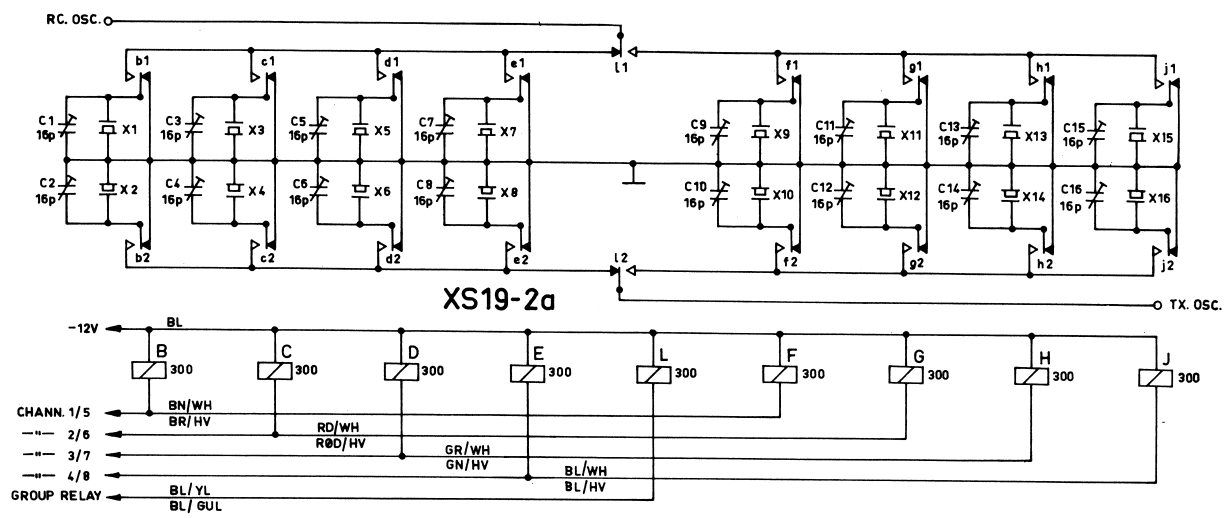 RC. OSC.
l1
b1 c1 d1 e1 f1 g1 h1 j1
C1 16p X1 C3 16p X3 C5 16p X5 C7 16p X7 C9 16p X9 C11 16p X11 C13 16p X13 C15 16p X15
C2 16p X2 C4 16p X4 C6 16p X6 C8 16p X8 C10 16p X10 C12 16p X12 C14 16p X14 C16 16p X16
b2 c2 d2 e2 l2 f2 g2 h2 j2
XS19-2a
TX. OSC.
-12V BL
B C D E L F G H J
300 300 300 300 300 300 300 300 300
CHANN. 1/5 BN/WH
BR/HV
—"— 2/6 RD/WH
RØD/HV
—"— 3/7 GR/WH
GN/HV
—"— 4/8 BL/WH
BL/HV
GROUP RELAY BL/YL
BL/GUL